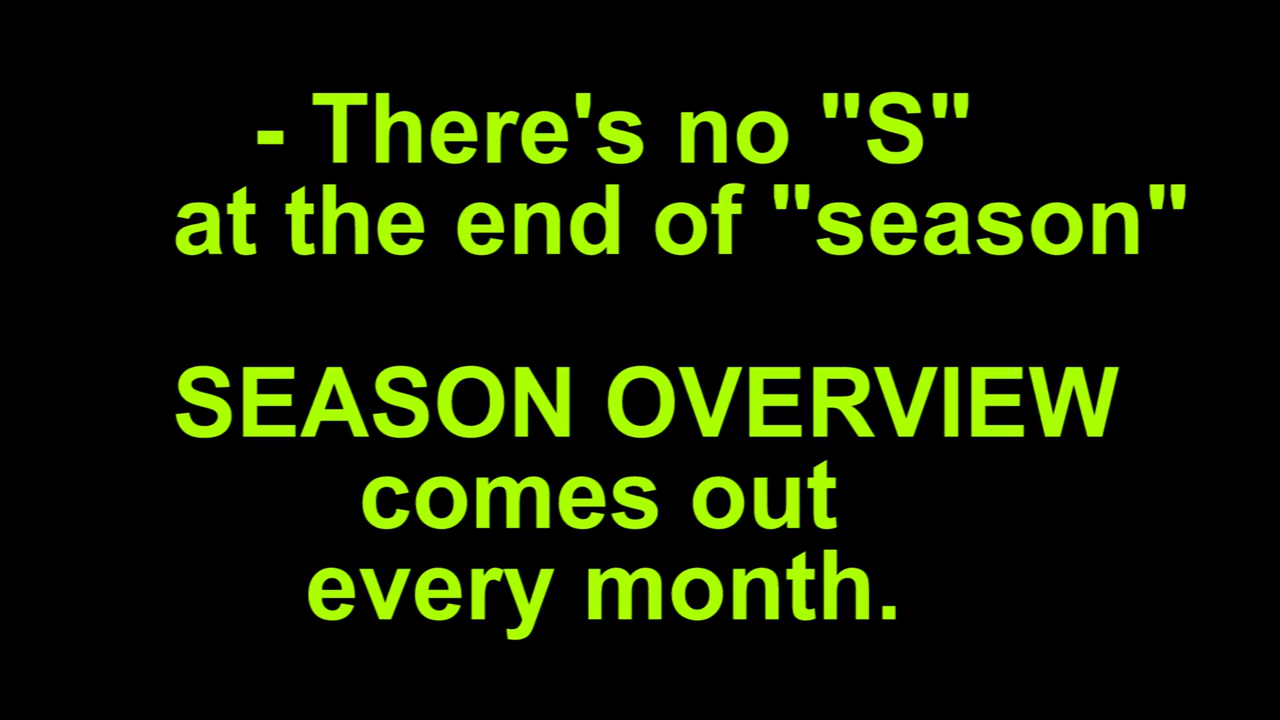 - There's no "S"
at the end of "season"
SEASON OVERVIEW
comes out
every month.